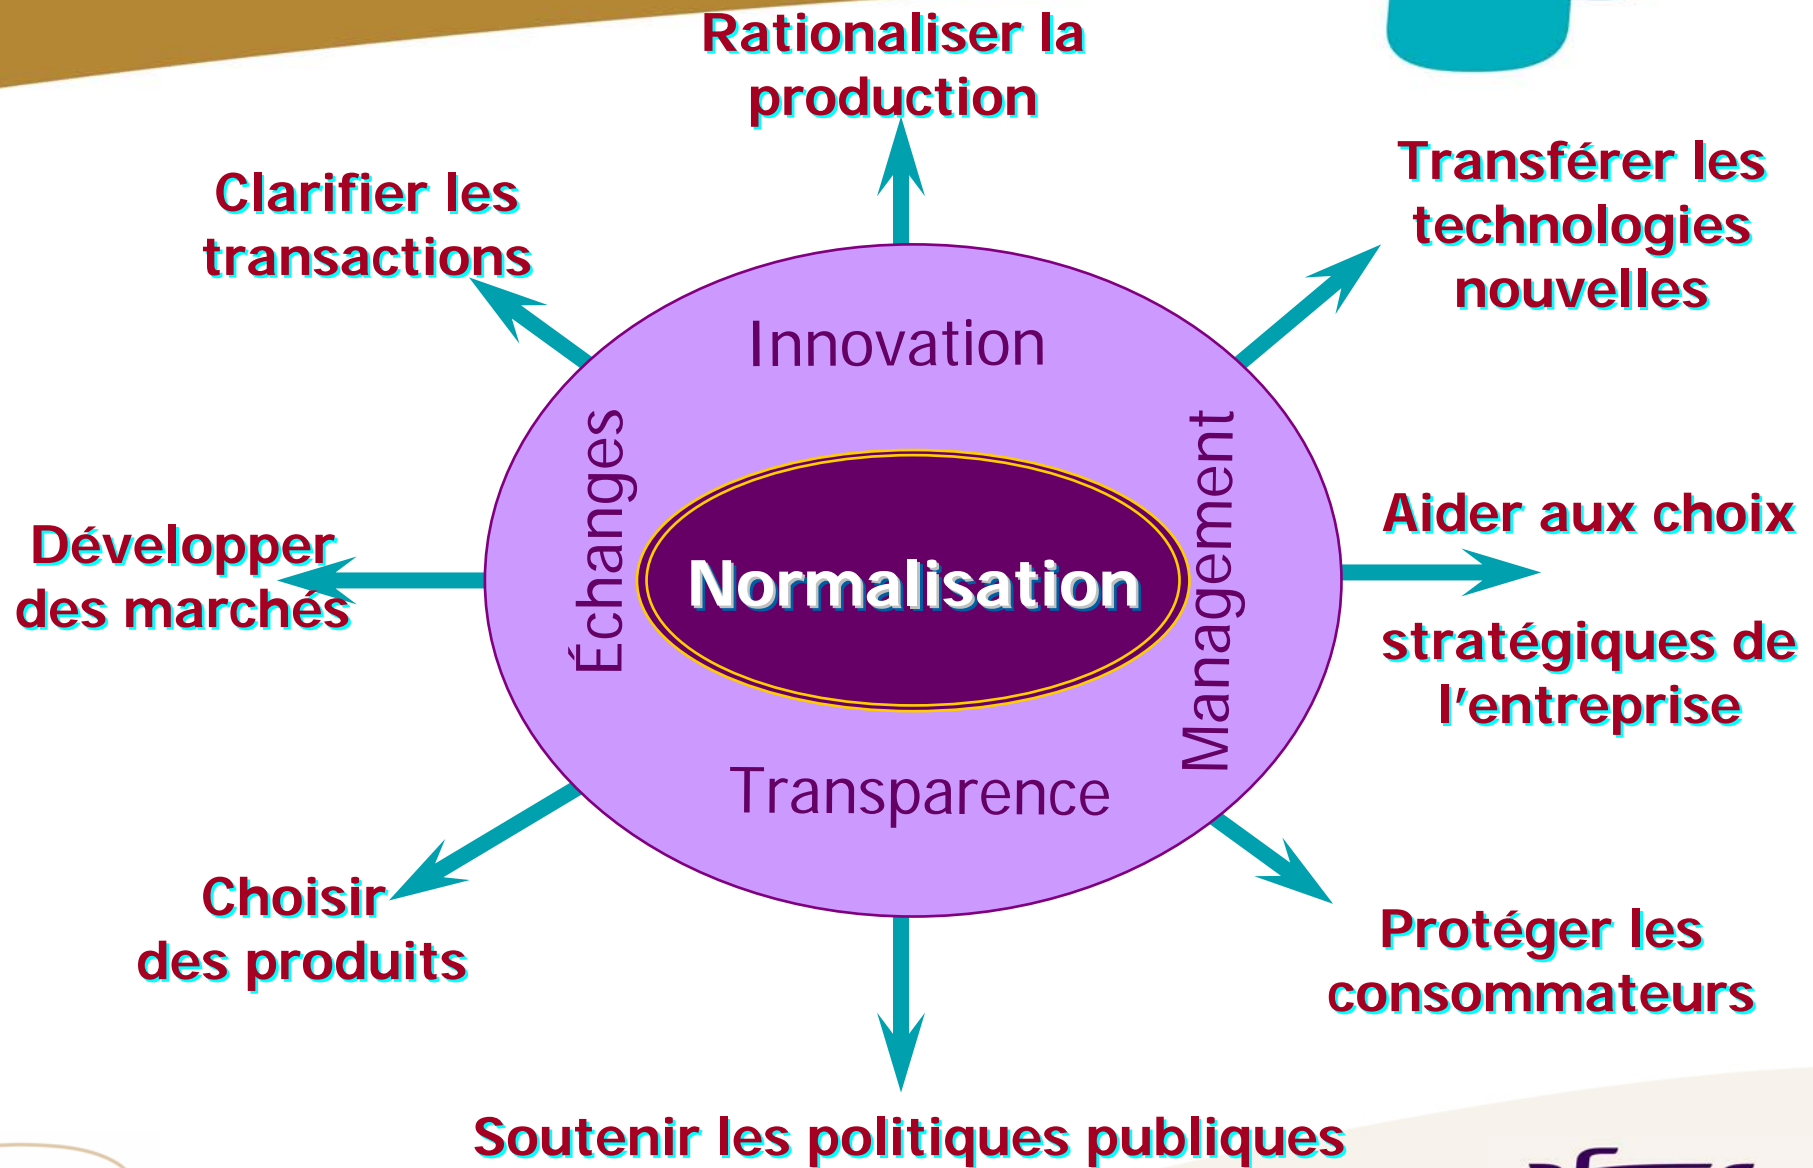 Rationaliser la
production
Transférer les
technologies
nouvelles
Clarifier les
transactions
Innovation
Échanges
Management
Normalisation
Transparence
Développer
des marchés
Aider aux choix
stratégiques de
l'entreprise
Choisir
des produits
Protéger les
consommateurs
Soutenir les politiques publiques